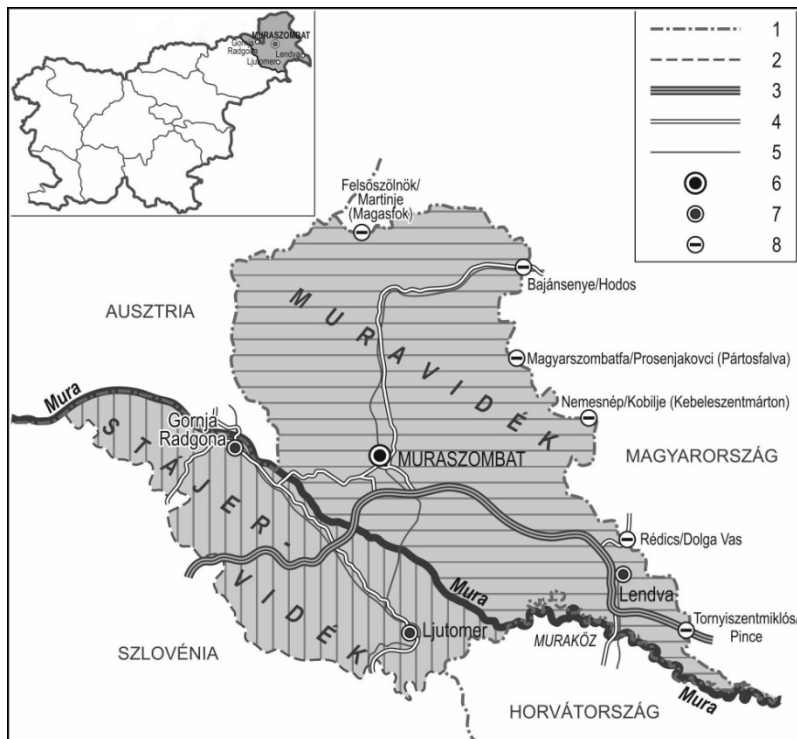 MURASZOMBAT
Gornja
Radgona
Lendva
Ljutomer
1
2
3
4
5
6
7
8
Felsőszölnök/
Martinje
(Magasfok)
Bajánsenye/Hodos
AUSZTRIA
MURAVIDÉK
Magyarszombatfa/Prosenjakovci (Pártosfalva)
Mura
Nemesnép/Kobilje (Kebeleszentmárton)
Gornja
Radgona
STÁJER-
VIDÉK
MURASZOMBAT
MAGYARORSZÁG
Rédics/Dolga Vas
Lendva
Mura
Tornyiszentmiklós/
Pince
Ljutomer
MURAKÖZ
SZLOVÉNIA
Mura
HORVÁTORSZÁG